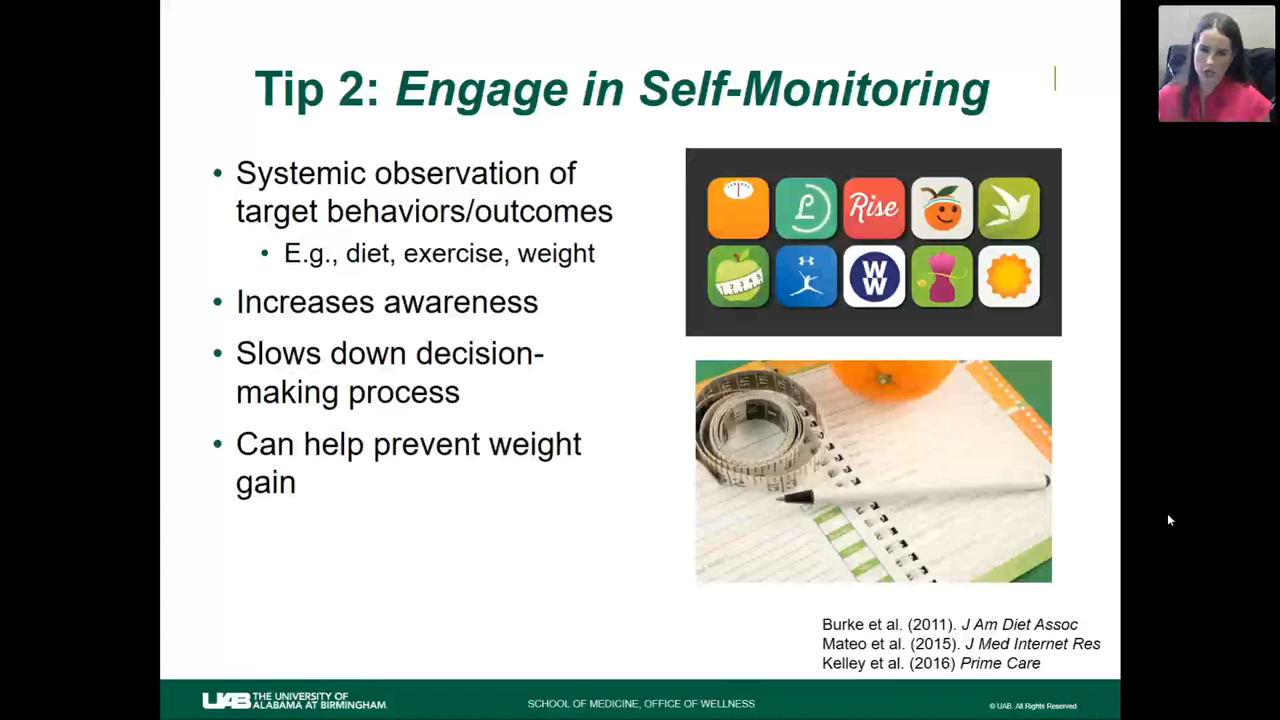 Tip 2: Engage in Self-Monitoring
• Systemic observation of
target behaviors/outcomes
• E.g., diet, exercise, weight
• Increases awareness
• Slows down decision-
making process
• Can help prevent weight
gain
Rise
W
W
Burke et al. (2011). J Am Diet Assoc
Mateo et al. (2015). J Med Internet Res
Kelley et al. (2016) Prime Care
UAB THE UNIVERSITY OF
ALABAMA AT BIRMINGHAM.
SCHOOL OF MEDICINE, OFFICE OF WELLNESS
© UAB. All Rights Reserved.